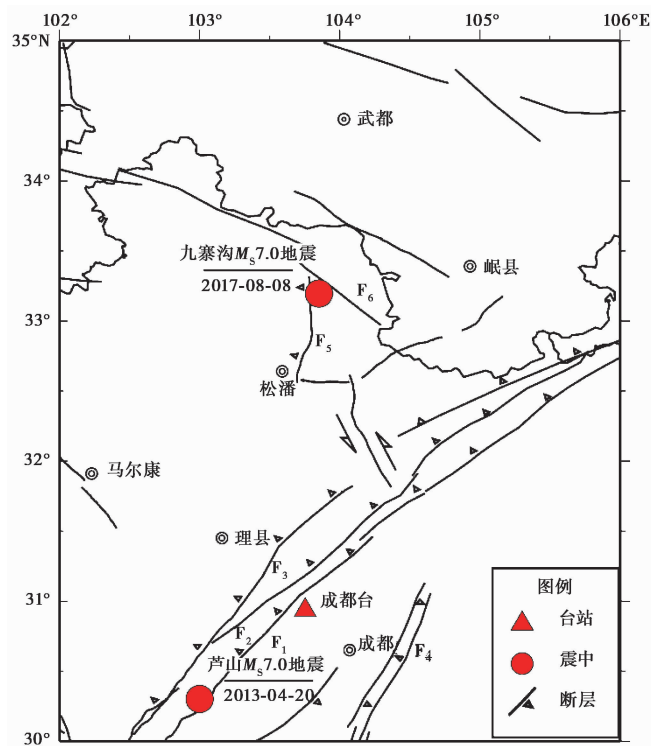 102°
103°
104°
105°
106°E
35°N
武都
34°
九寨沟MS7.0地震
2017-08-08
岷县
F6
33°
F5
松潘
32°
马尔康
理县
F3
31°
成都台
F2
F1
成都
F4
芦山MS7.0地震
2013-04-20
30°
图例
台站
震中
断层